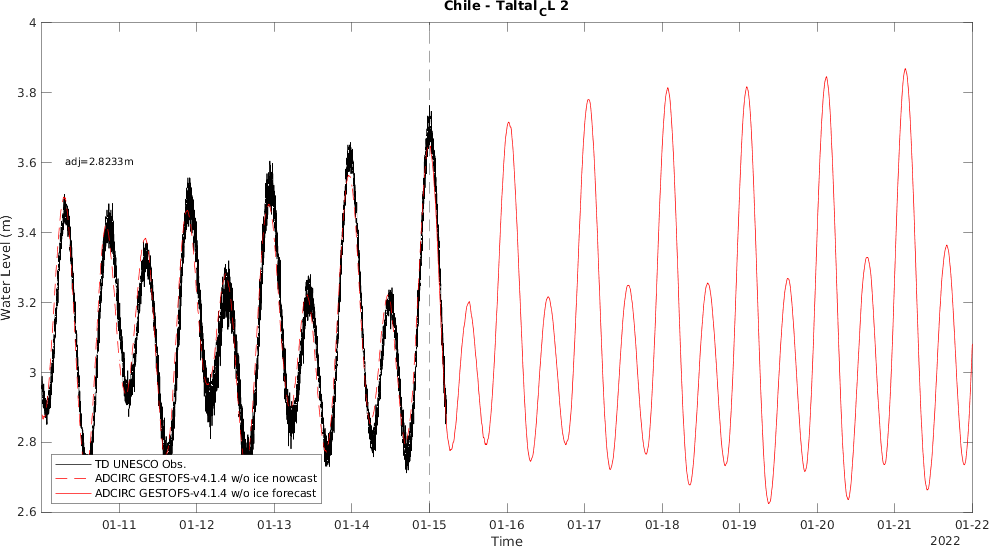 Chile - Taltal_CL 2
4
3.8
3.6
3.4
3.2
3
2.8
2.6
Water Level (m)
adj=2.8233m
TD UNESCO Obs.
ADCIRC GESTOFS-v4.1.4 w/o ice nowcast
ADCIRC GESTOFS-v4.1.4 w/o ice forecast
01-11 01-12 01-13 01-14 01-15 01-16 01-17 01-18 01-19 01-20 01-21 01-22
Time
2022